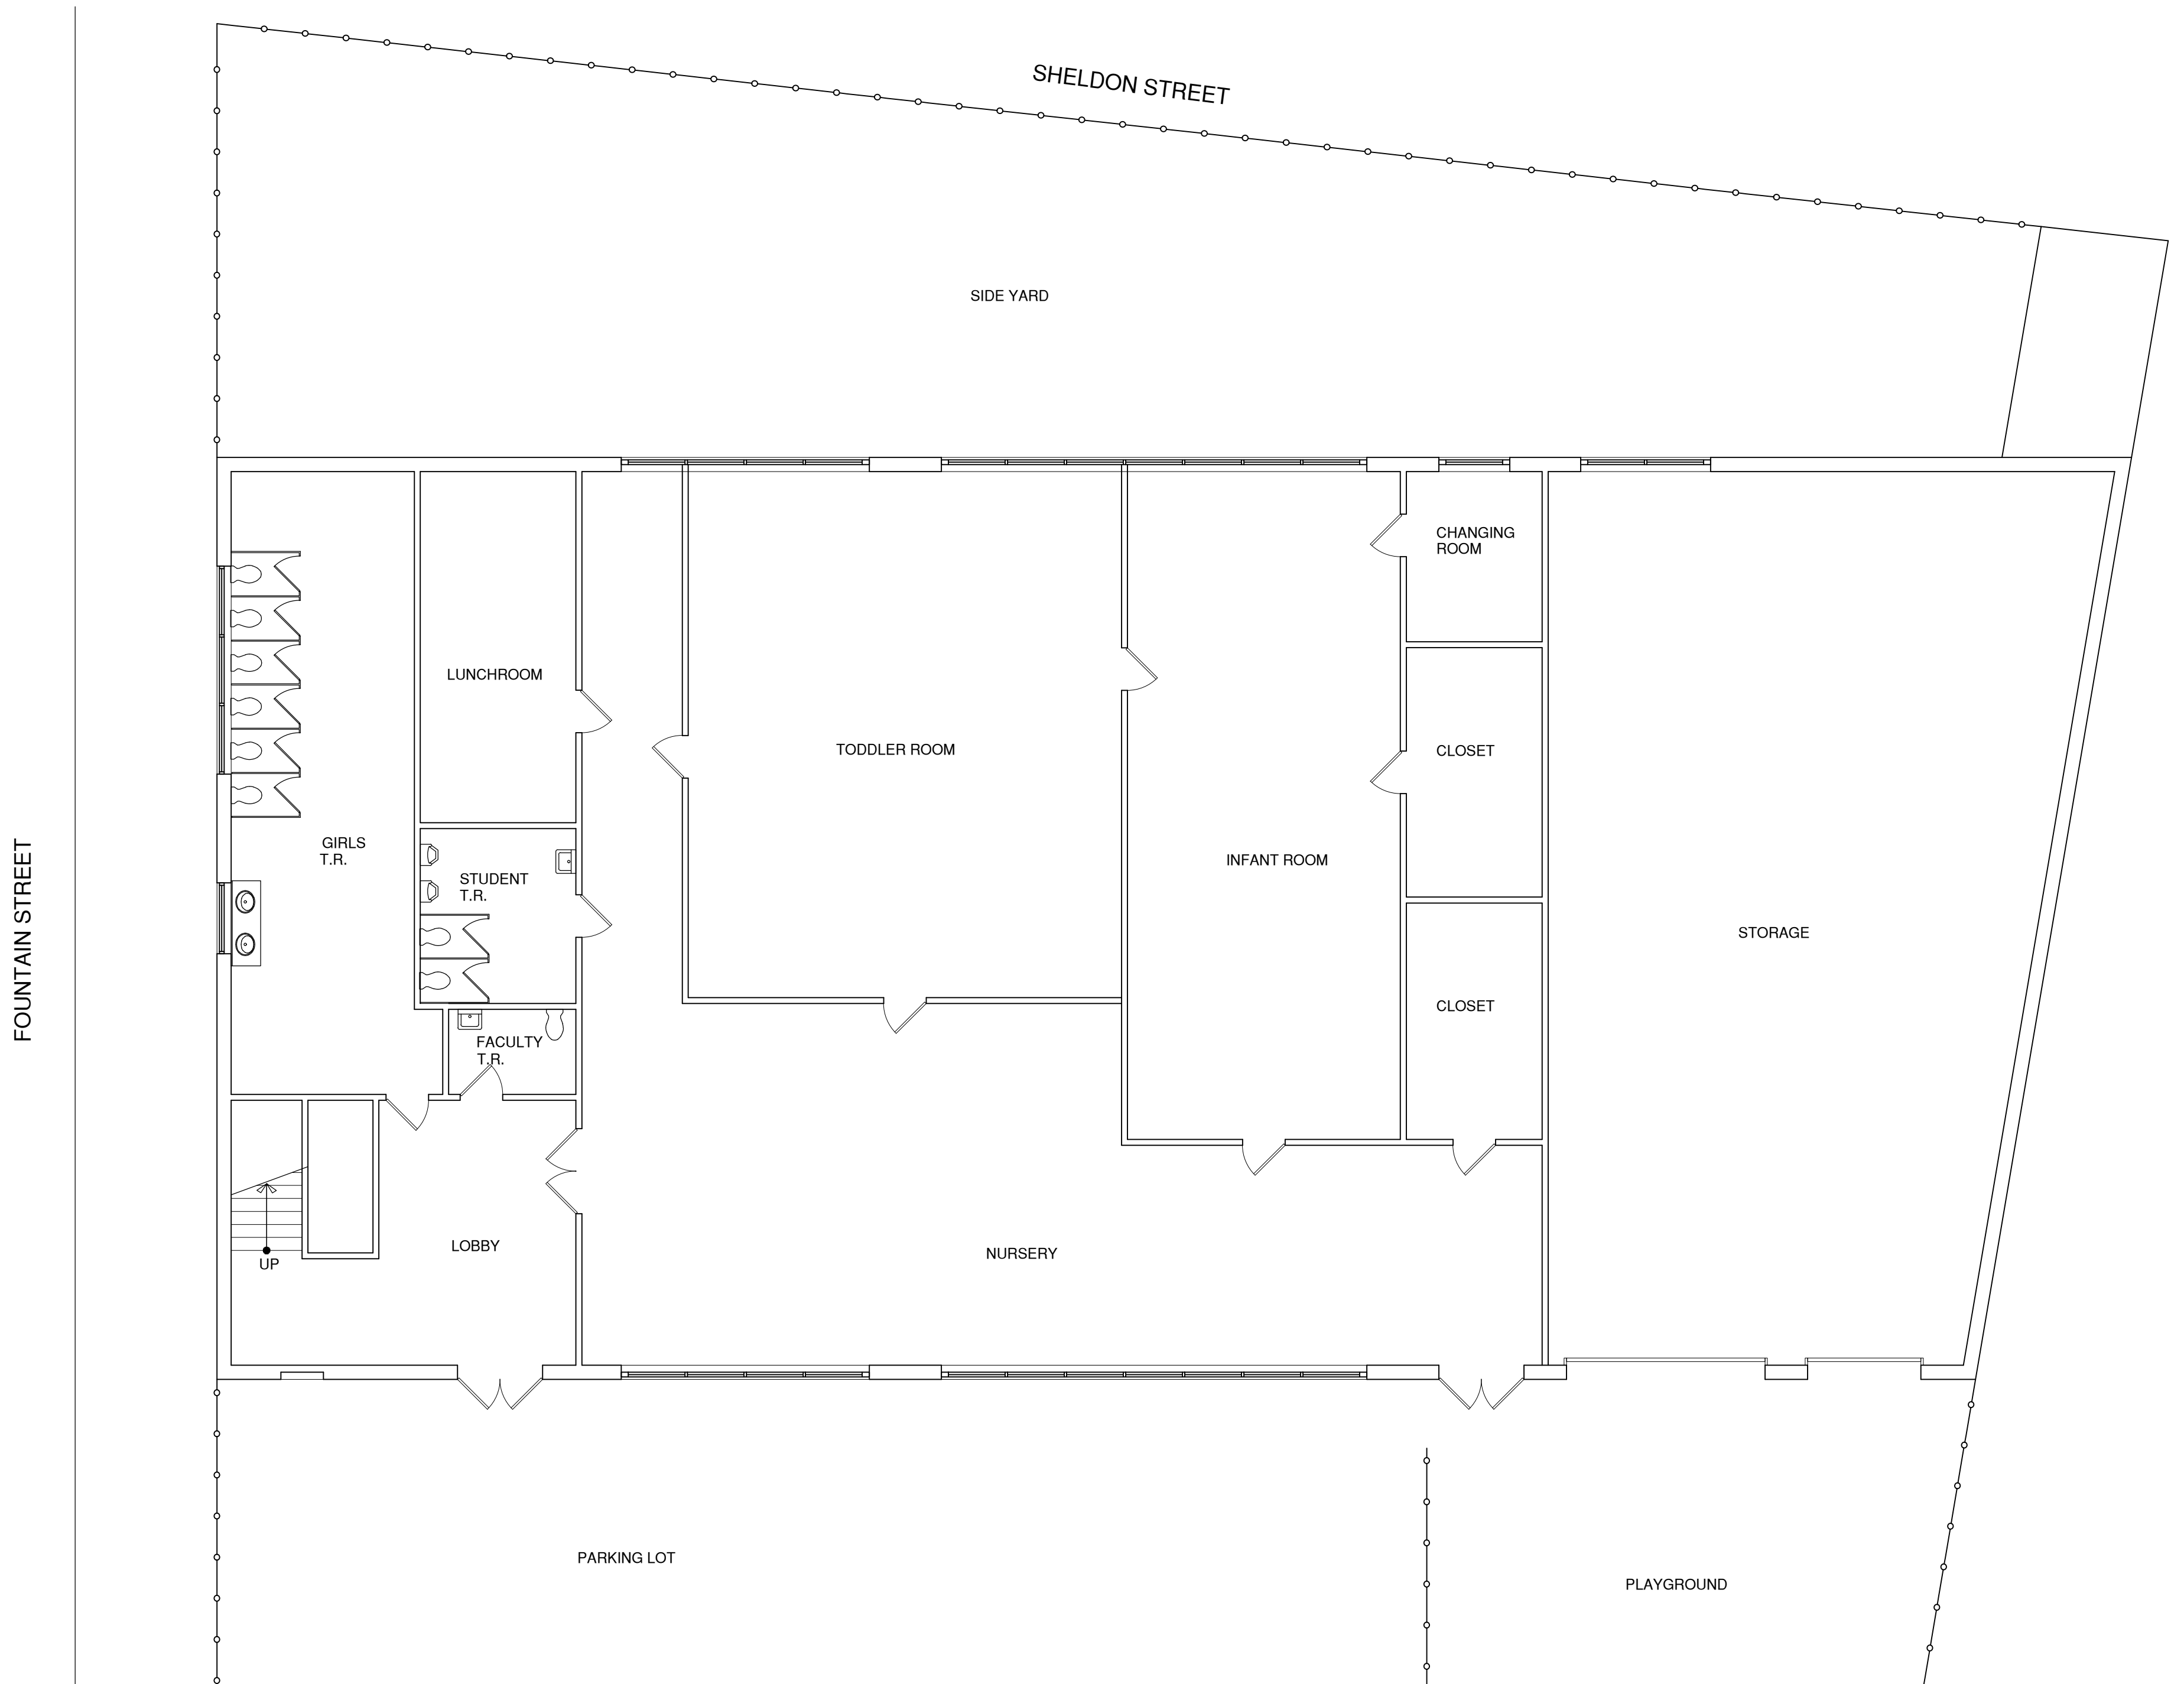 SHELDON STREET
SIDE YARD
CHANGING
ROOM
LUNCHROOM
TODDLER ROOM
CLOSET
GIRLS
T.R.
INFANT ROOM
STUDENT
T.R.
STORAGE
FOUNTAIN STREET
CLOSET
FACULTY
T.R.
LOBBY
NURSERY
UP
PARKING LOT
PLAYGROUND